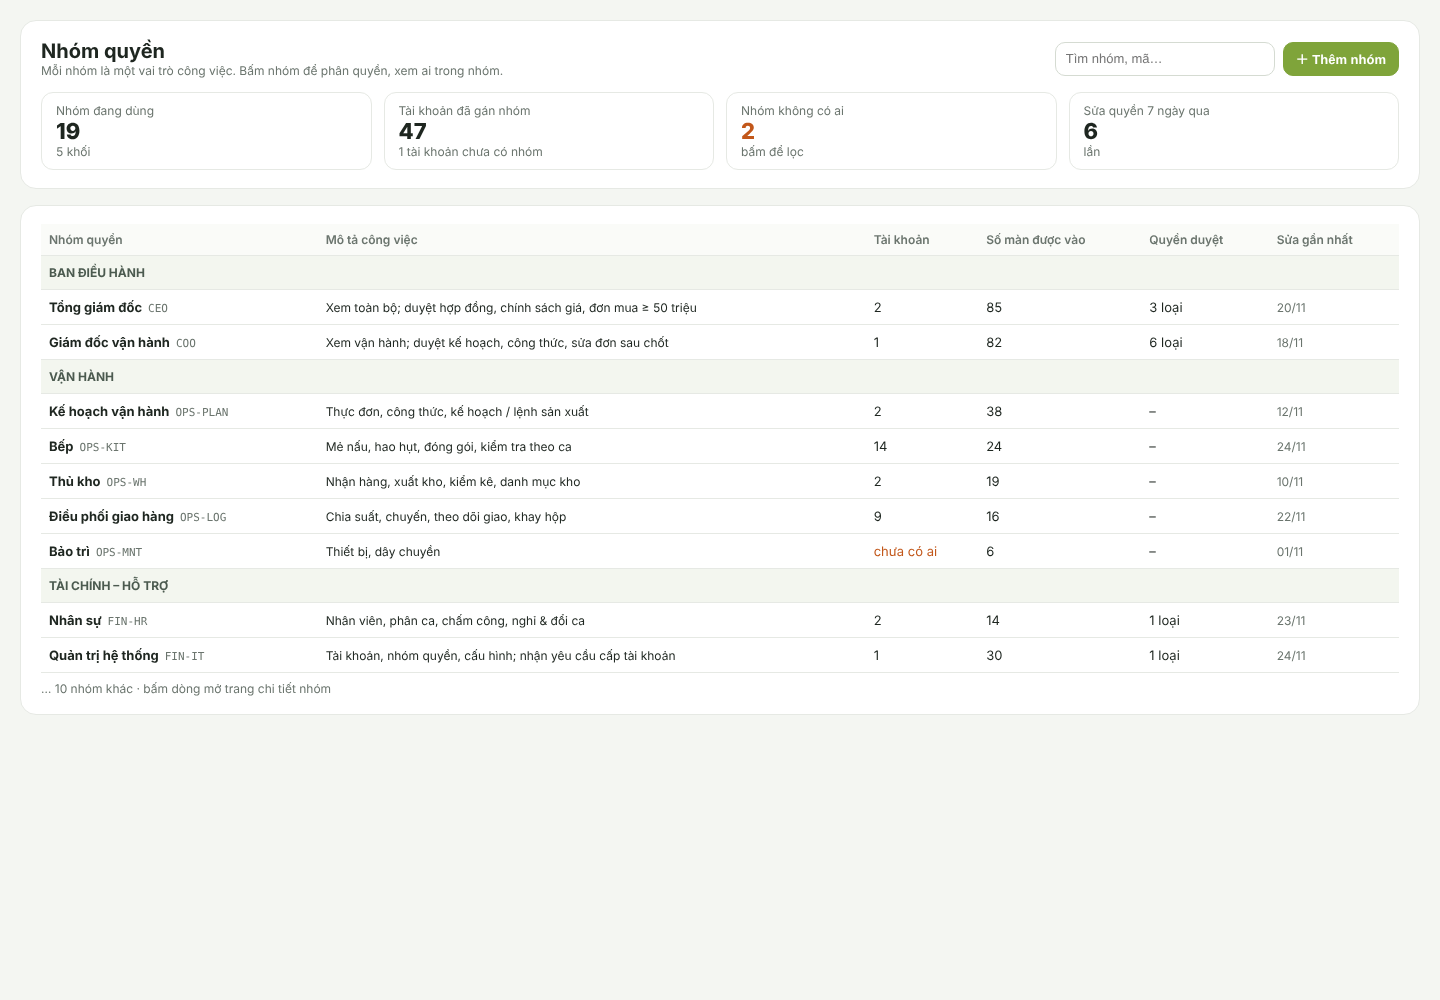 Nhóm quyền
Mỗi nhóm là một vai trò công việc. Bấm nhóm để phân quyền, xem ai trong nhóm.
Tìm nhóm, mã...
+ Thêm nhóm
Nhóm đang dùng
19
5 khối
Tài khoản đã gán nhóm
47
1 tài khoản chưa có nhóm
Nhóm không có ai
2
bấm để lọc
Sửa quyền 7 ngày qua
6
lần
Nhóm quyền Mô tả công việc Tài khoản Số màn được vào Quyền duyệt Sửa gần nhất
BAN ĐIỀU HÀNH
Tổng giám đốc CEO Xem toàn bộ; duyệt hợp đồng, chính sách giá, đơn mua ≥ 50 triệu 2 85 3 loại 20/11
Giám đốc vận hành COO Xem vận hành; duyệt kế hoạch, công thức, sửa đơn sau chốt 1 82 6 loại 18/11
VẬN HÀNH
Kế hoạch vận hành OPS-PLAN Thực đơn, công thức, kế hoạch / lệnh sản xuất 2 38 – 12/11
Bếp OPS-KIT Mẻ nấu, hao hụt, đóng gói, kiểm tra theo ca 14 24 – 24/11
Thủ kho OPS-WH Nhận hàng, xuất kho, kiểm kê, danh mục kho 2 19 – 10/11
Điều phối giao hàng OPS-LOG Chia suất, chuyến, theo dõi giao, khay hộp 9 16 – 22/11
Bảo trì OPS-MNT Thiết bị, dây chuyền chưa có ai 6 – 01/11
TÀI CHÍNH – HỖ TRỢ
Nhân sự FIN-HR Nhân viên, phân ca, chấm công, nghỉ & đổi ca 2 14 1 loại 23/11
Quản trị hệ thống FIN-IT Tài khoản, nhóm quyền, cấu hình; nhận yêu cầu cấp tài khoản 1 30 1 loại 24/11
... 10 nhóm khác · bấm dòng mở trang chi tiết nhóm